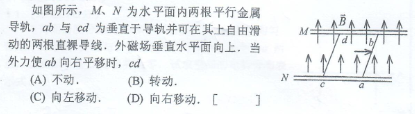 如图所示，M、N 为水平面内两根平行金属
导轨，ab 与 cd 为垂直于导轨并可在其上自由滑
动的两根直裸导线．外磁场垂直水平面向上．当
外力使 ab 向右平移时，cd
(A) 不动． (B) 转动．
(C) 向左移动． (D) 向右移动．［ ］
B
M
d
b
N
c
a